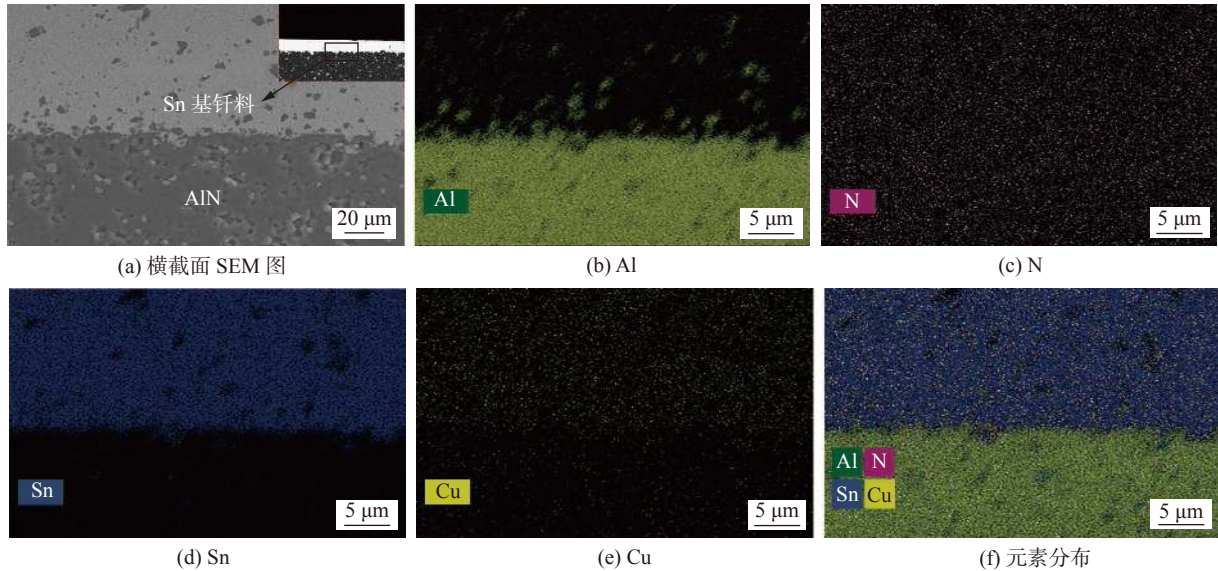 Sn 基钎料
AlN
20 μm
(a) 横截面 SEM 图
Al
5 μm
(b) Al
N
5 μm
(c) N
Sn
5 μm
(d) Sn
Cu
5 μm
(e) Cu
Al N
Sn Cu
5 μm
(f) 元素分布